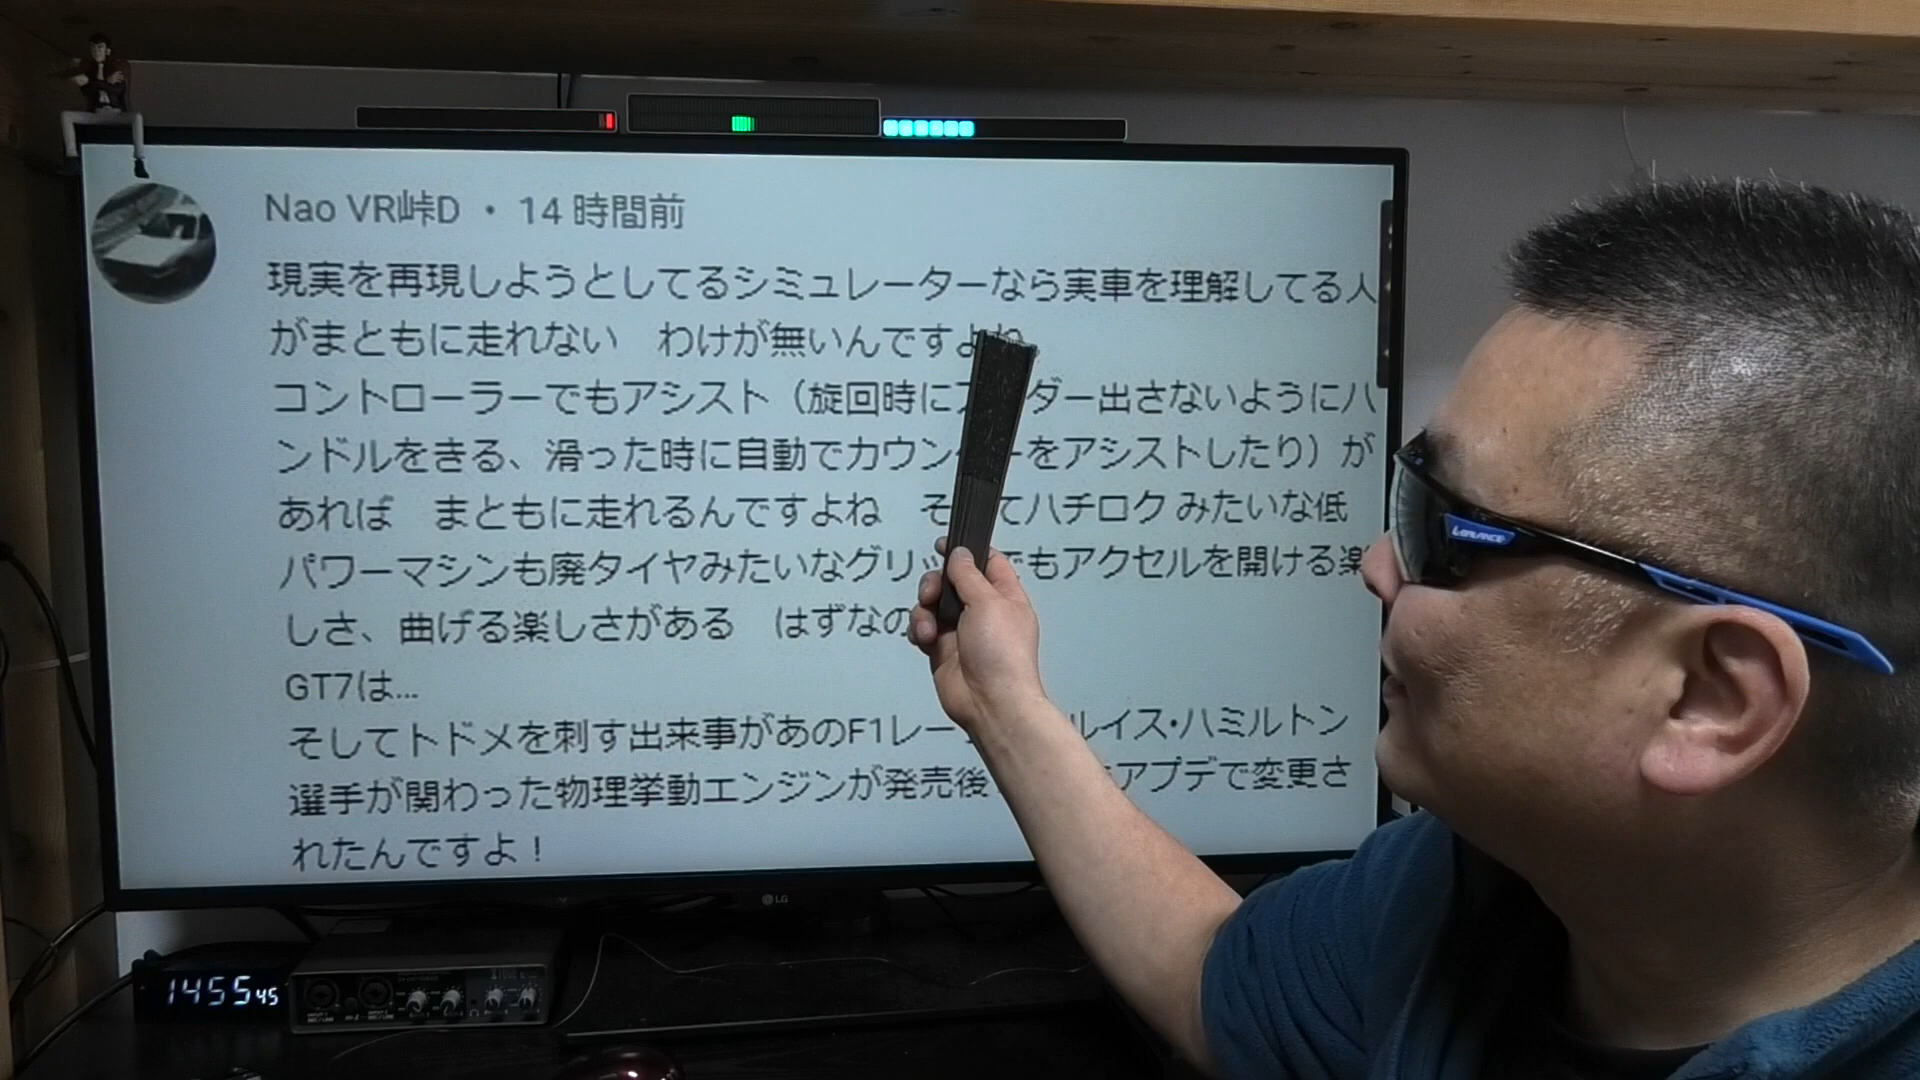 Nao VR峠D ・ 14 時間前
現実を再現しようとしてるシミュレーターなら実車を理解してる人
がまともに走れない わけが無いんですよね
コントローラーでもアシスト（旋回時に ダー出さないようにハ
ンドルをきる、滑った時に自動でカウン ーをアシストしたり）が
あれば まともに走れるんですよね そ てハチロク みたいな低
パワーマシンも廃タイヤみたいなグリッ でもアクセルを開ける楽
しさ、曲げる楽しさがある はずなの
GT7は...
そしてトドメを刺す出来事があのF1レー ルイス・ハミルトン
選手が関わった物理挙動エンジンが発売後 アプデで変更さ
れたんですよ！
LG
1455 45